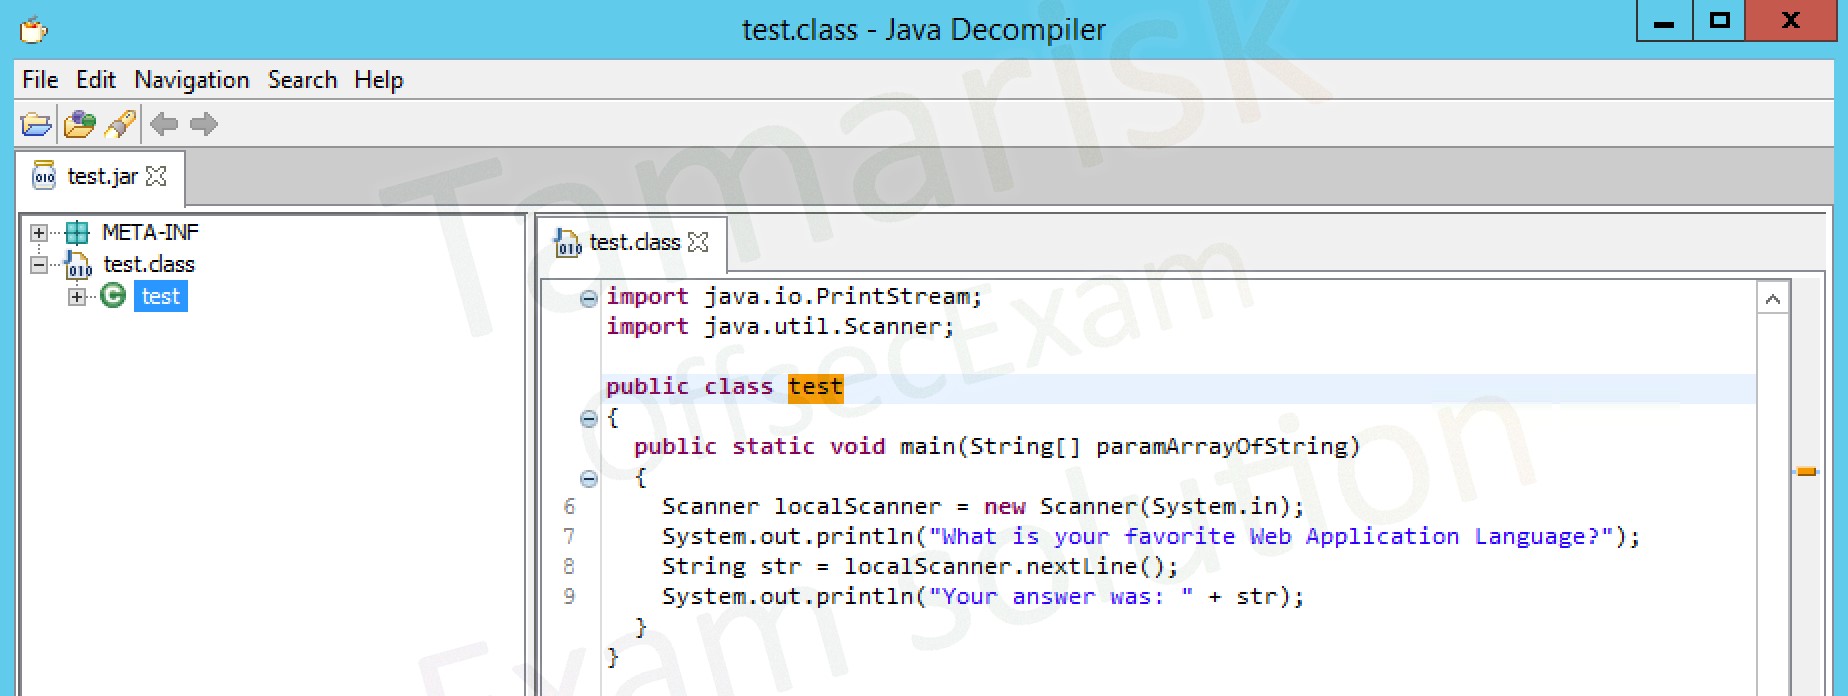 test.class - Java Decompiler
X
File Edit Navigation Search Help
test.jar
META-INF
test.class
test
test.class
import java.io.PrintStream;
import java.util.Scanner;
public class test
{
public static void main(String[] paramArrayOfString)
{
6 Scanner localScanner = new Scanner(System.in);
7 System.out.println("What is your favorite Web Application Language?");
8 String str = localScanner.nextLine();
9 System.out.println("Your answer was: " + str);
}
}
Tamarisk
OffsecExam
Exam solution